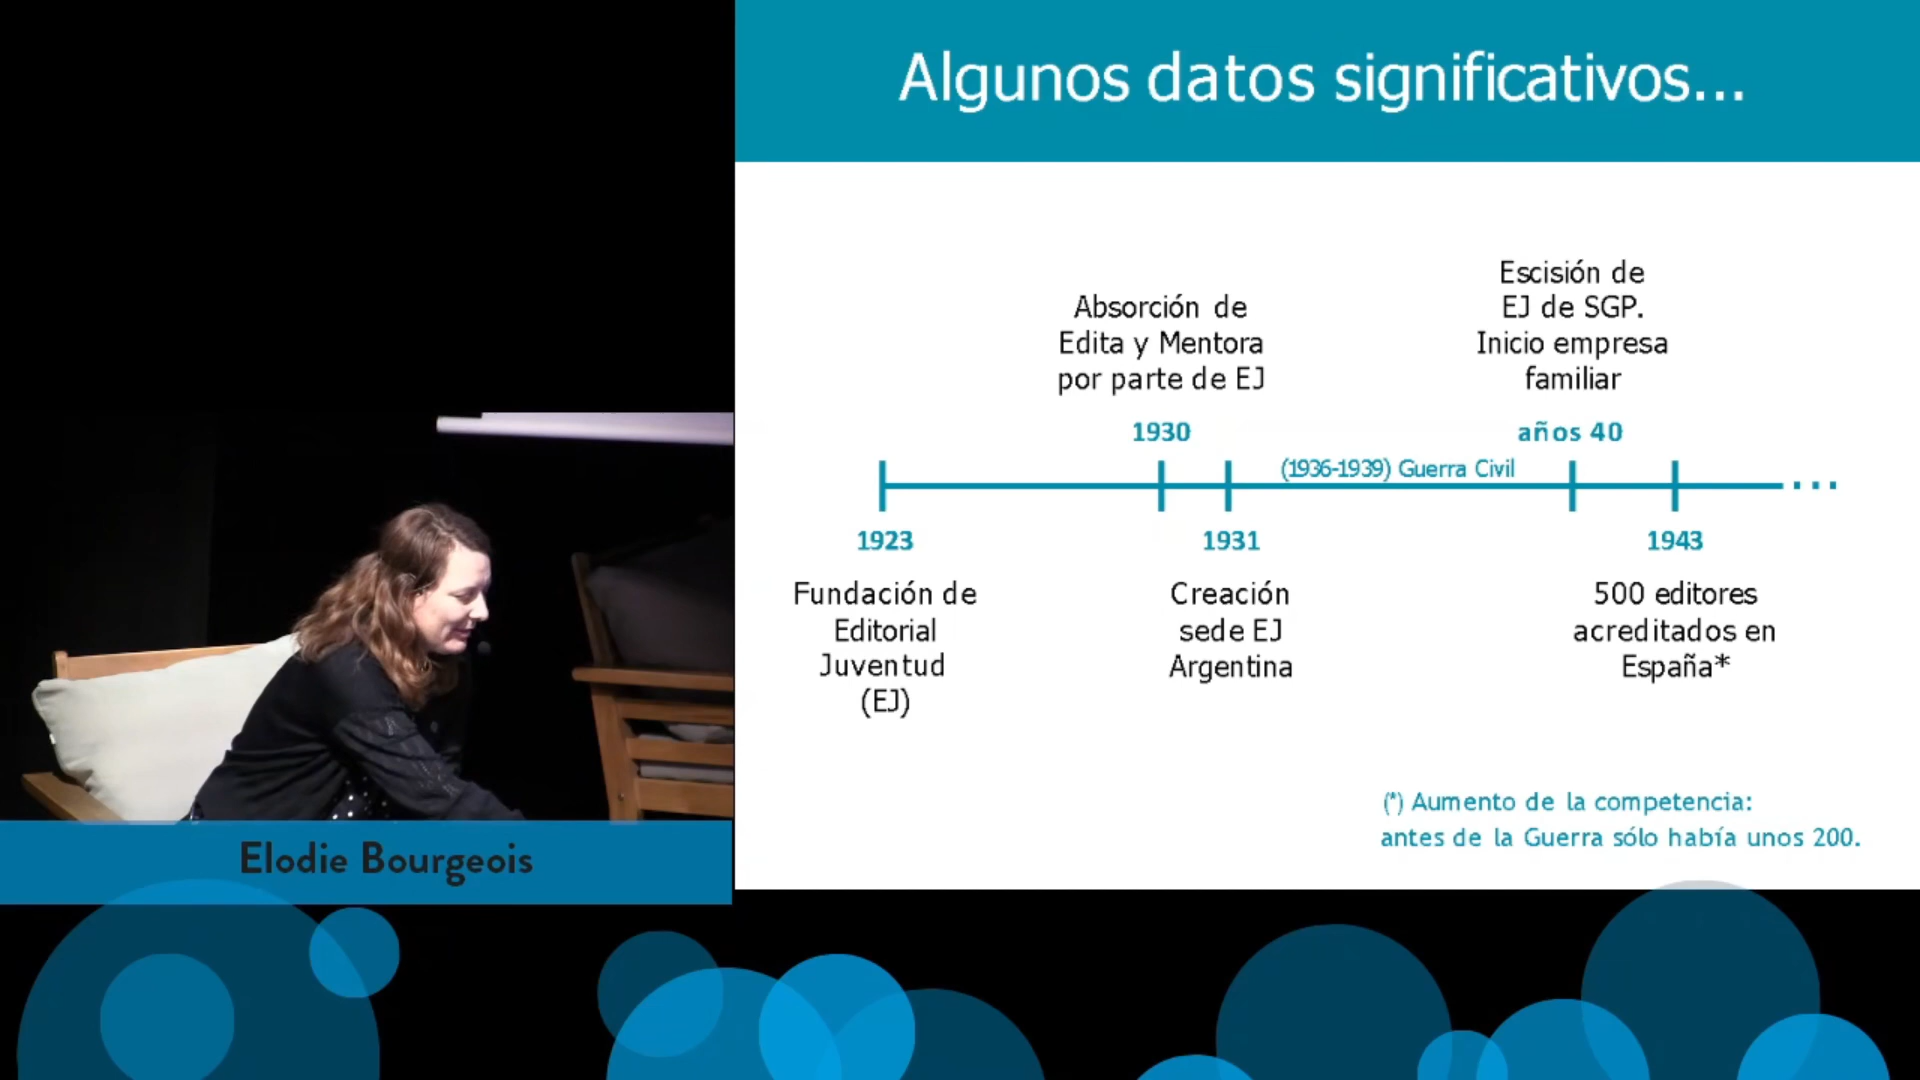 Algunos datos significativos...
Absorción de
Edita y Mentora
por parte de EJ
Escisión de
EJ de SGP.
Inicio empresa
familiar
1930
años 40
(1936-1939) Guerra Civil
...
1923
1931
1943
Fundación de
Editorial
Juventud
(EJ)
Creación
sede EJ
Argentina
500 editores
acreditados en
España*
(*) Aumento de la competencia:
antes de la Guerra sólo había unos 200.
Elodie Bourgeois